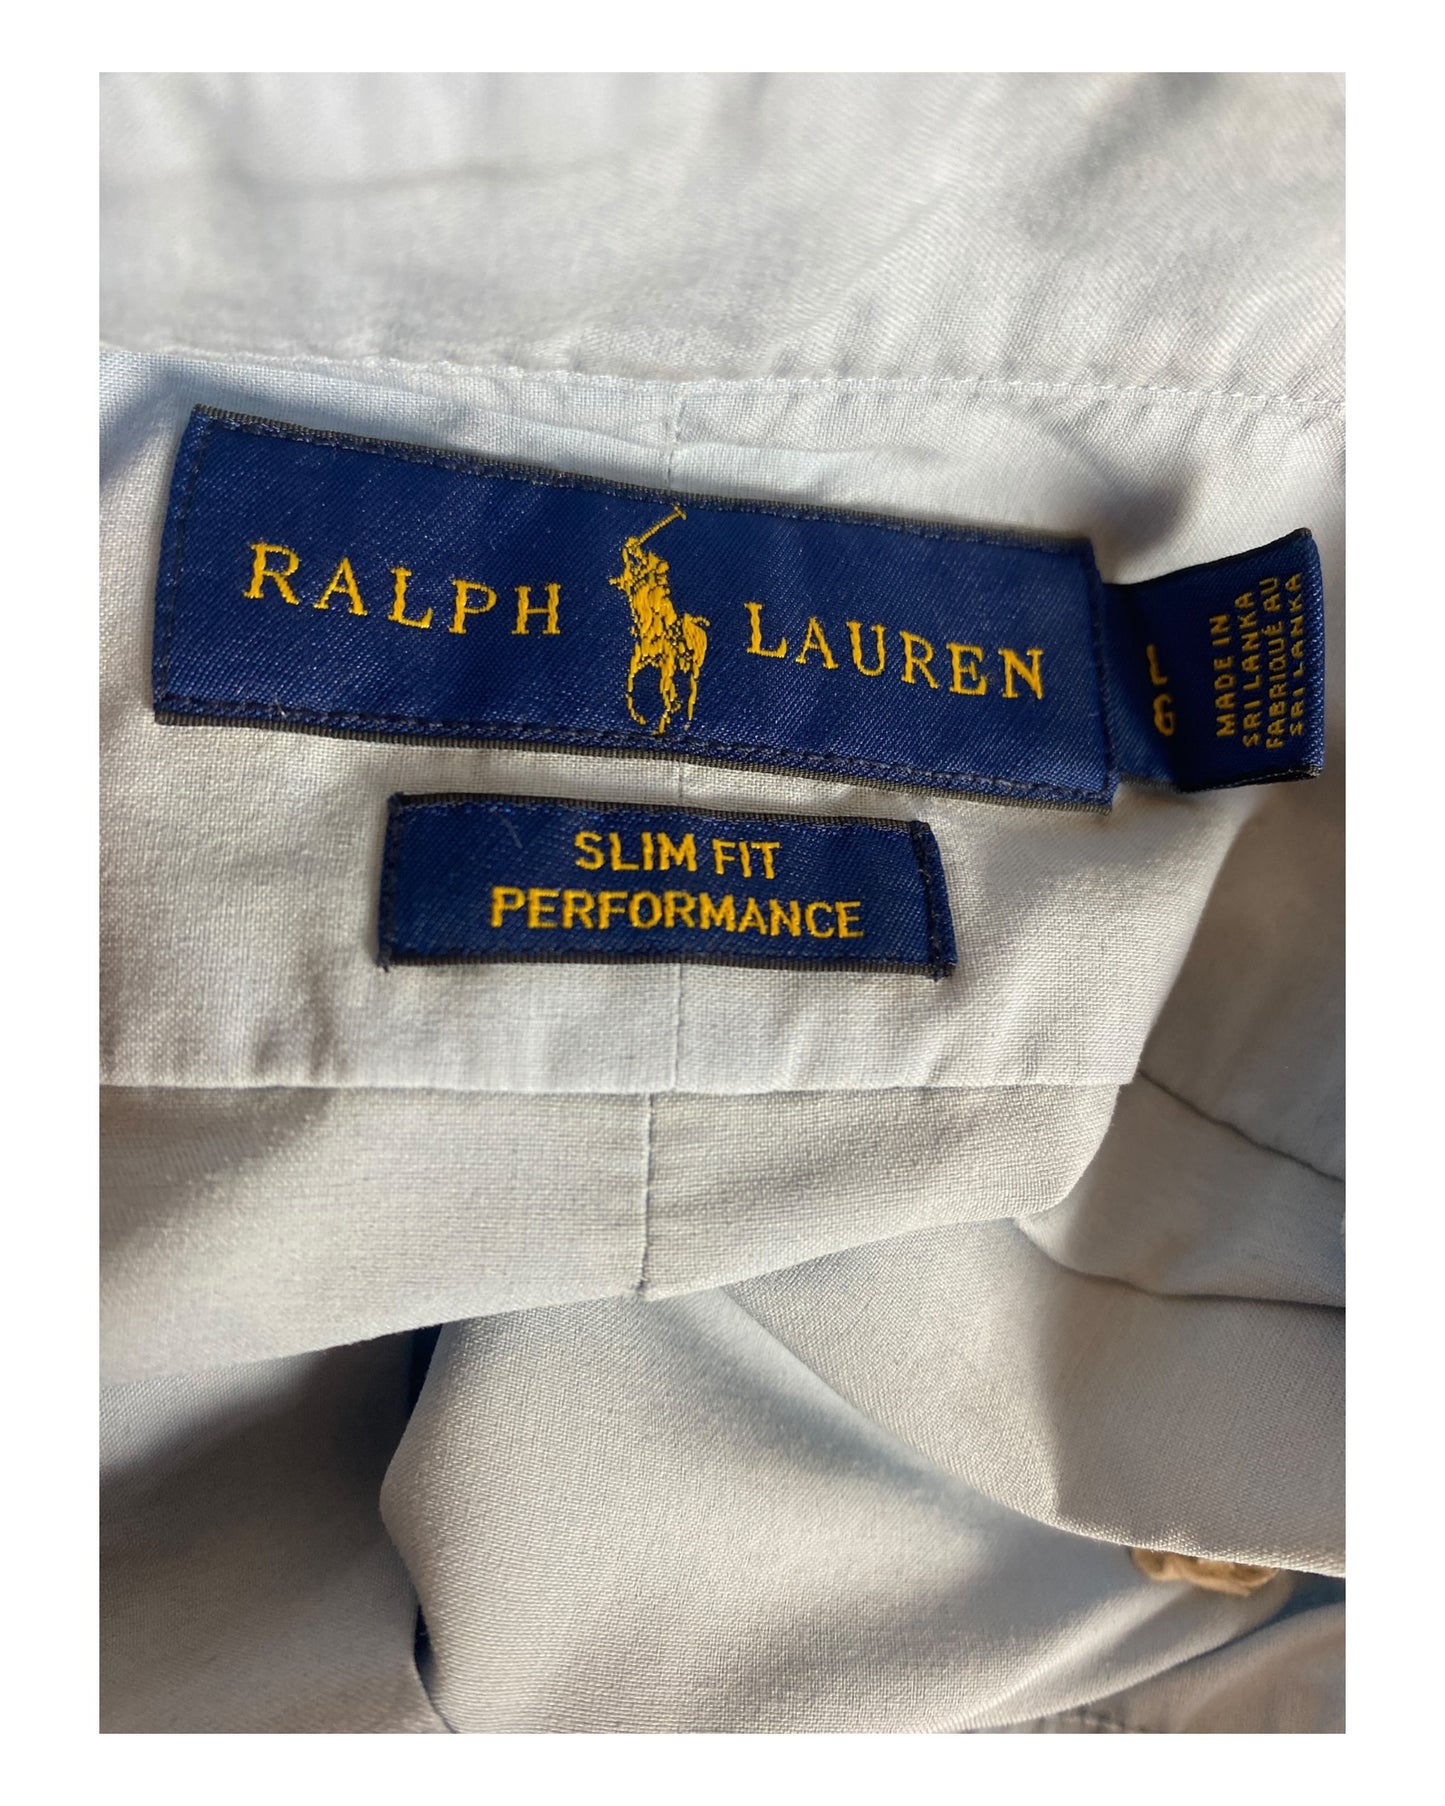 RALPH LAUREN
SLIM FIT
PERFORMANCE
MADE IN
SRI LANKA
FABRIQUÉ AU
SRI LANKA